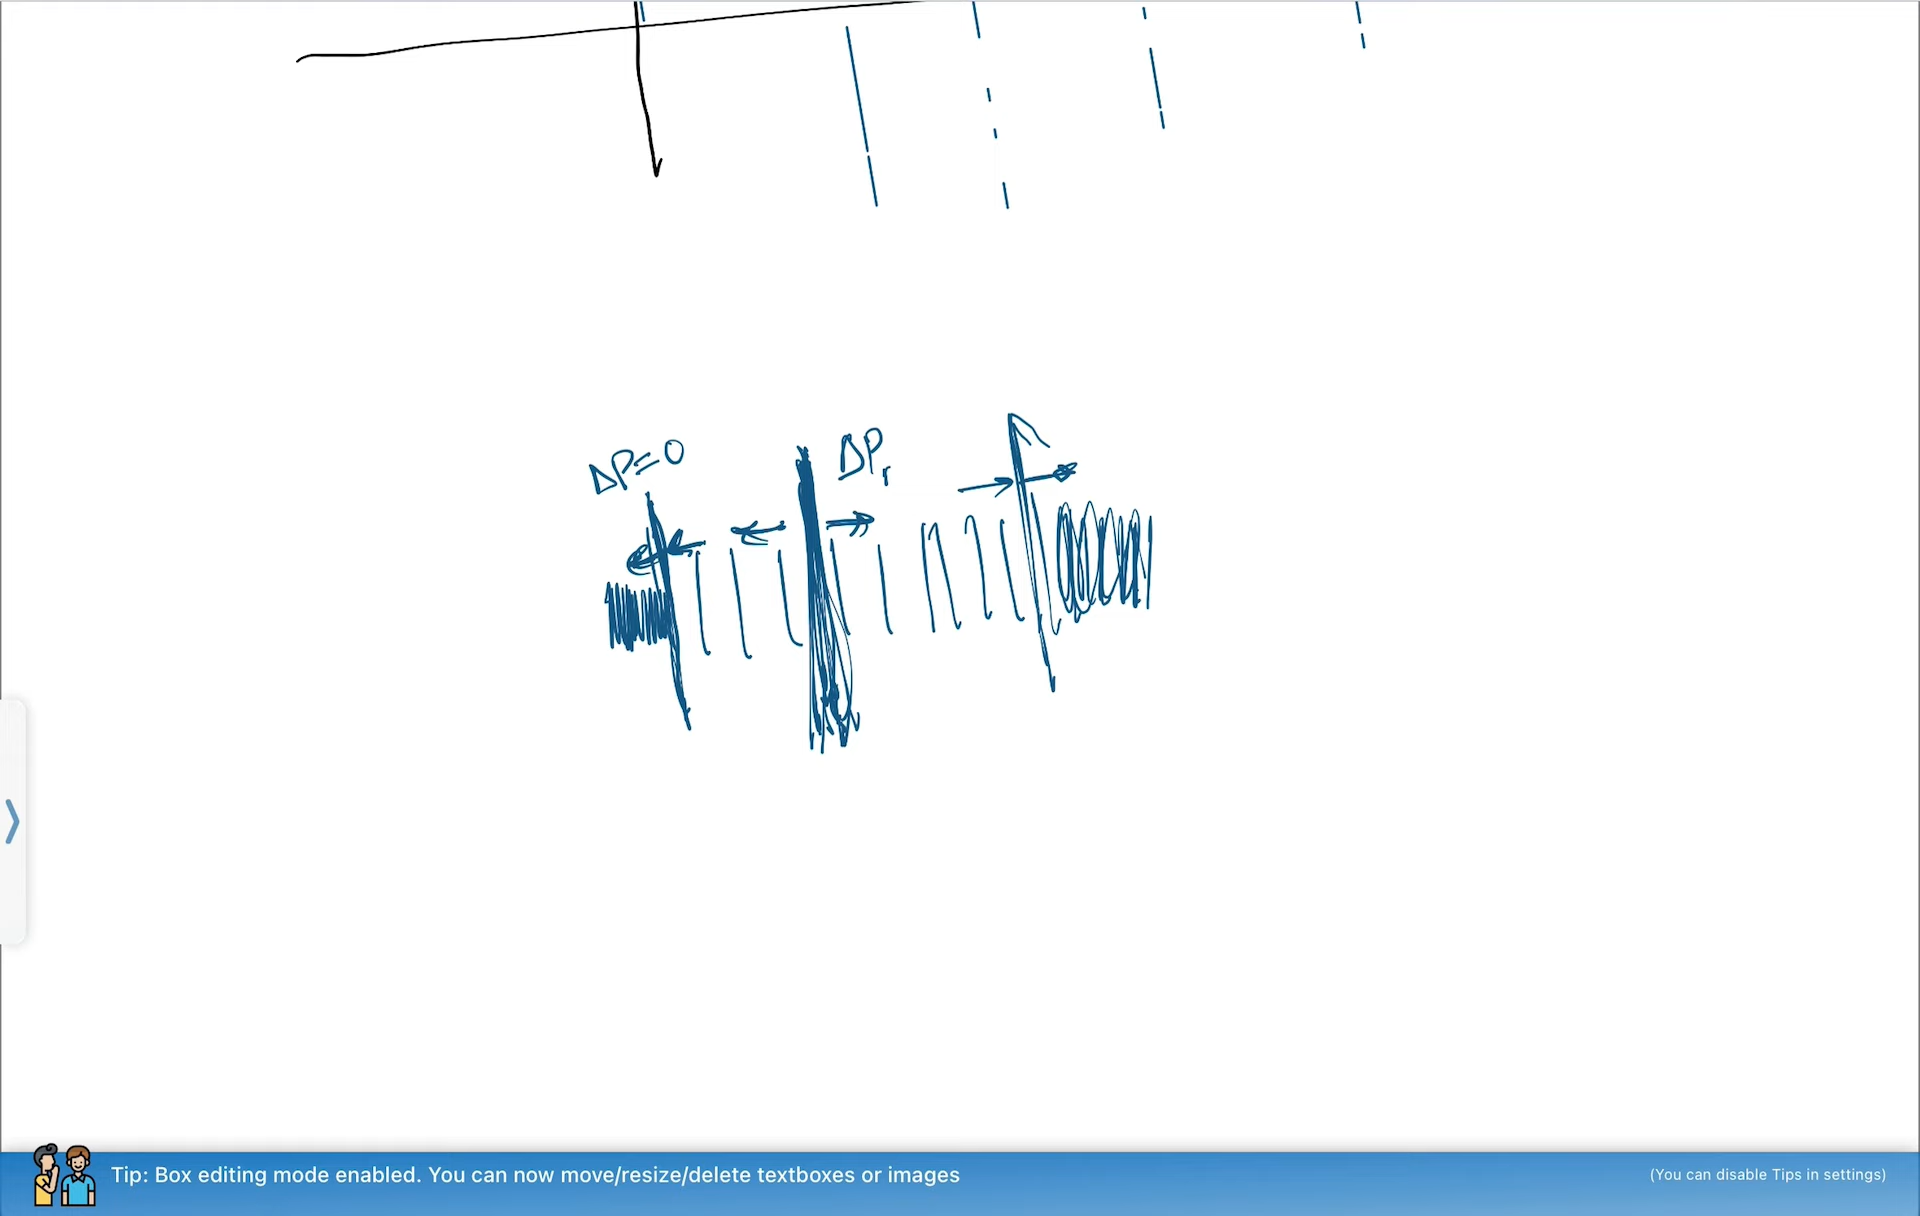 ΔP=0
ΔPr
Tip: Box editing mode enabled. You can now move/resize/delete textboxes or images
(You can disable Tips in settings)